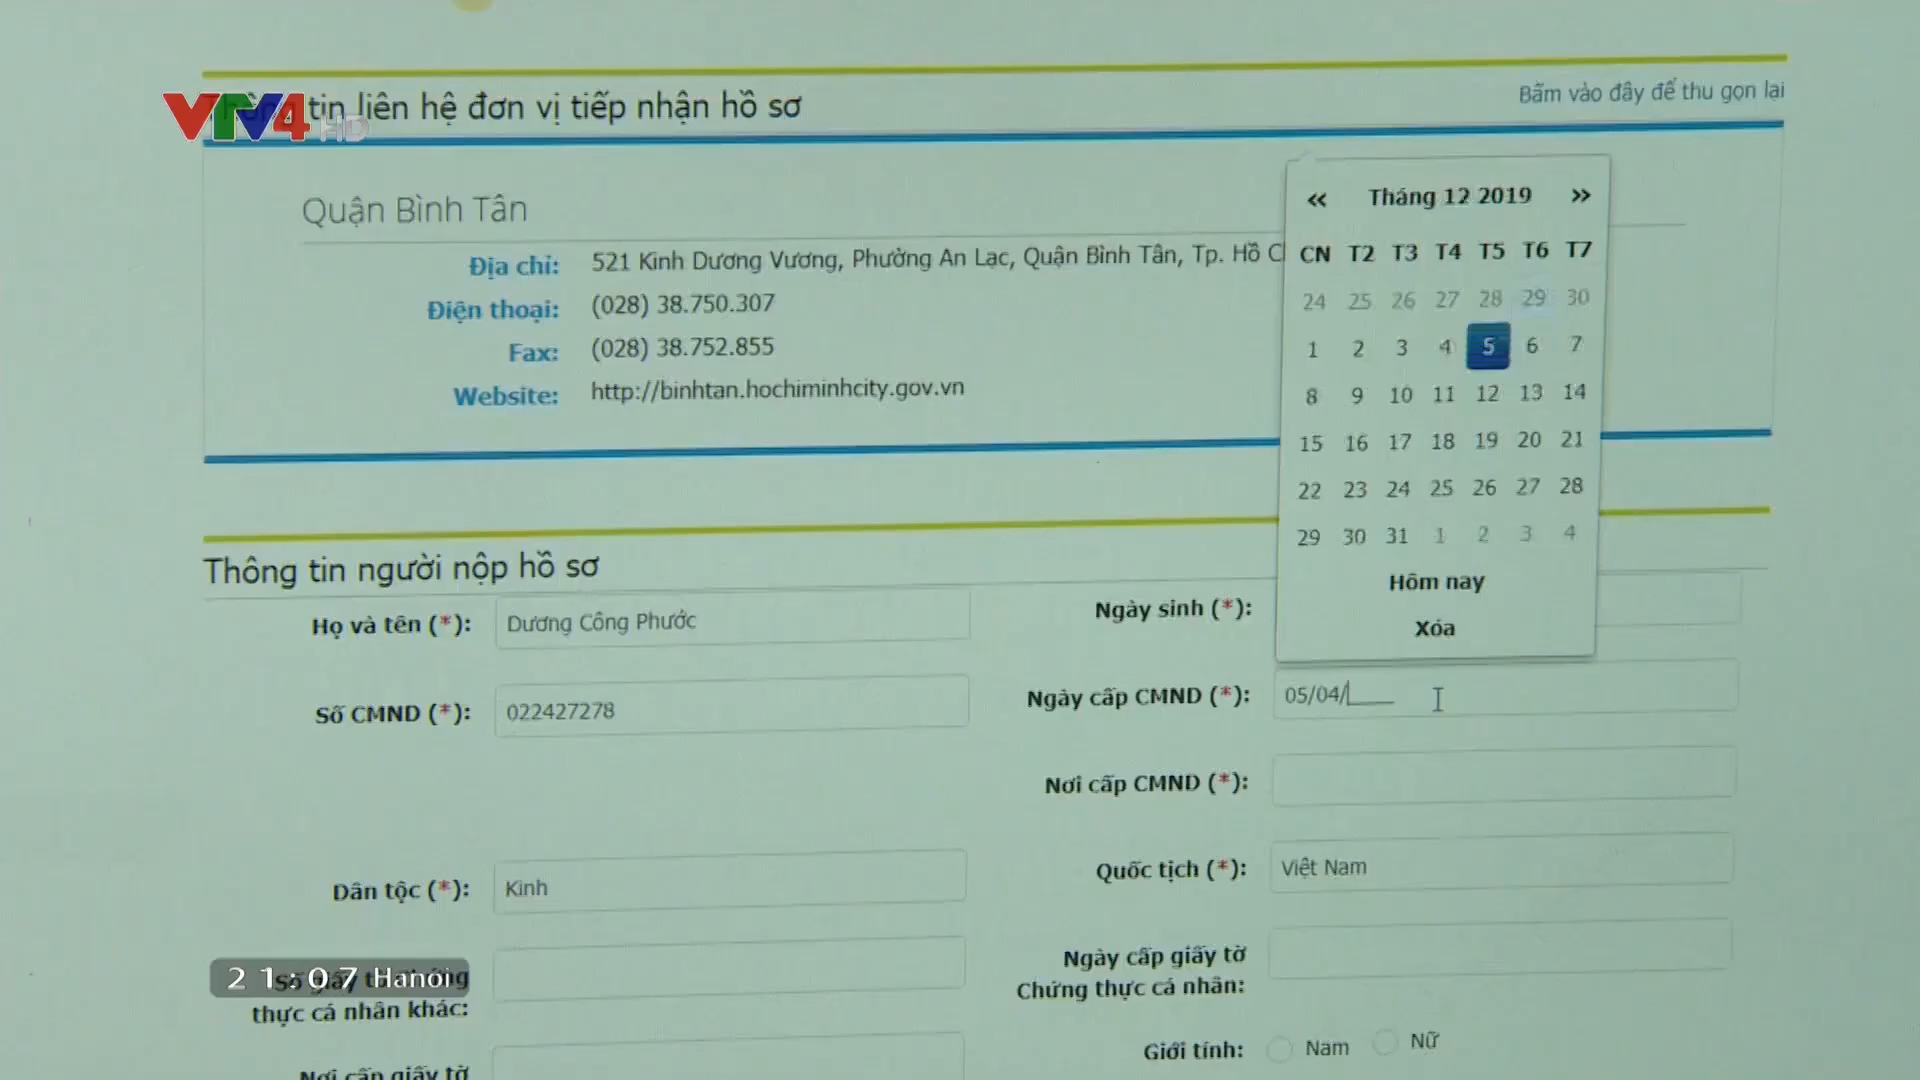 VTV4 HD
tin liên hệ đơn vị tiếp nhận hồ sơ
Bấm vào đây để thu gọn lại
Quận Bình Tân
Địa chỉ: 521 Kinh Dương Vương, Phường An Lạc, Quận Bình Tân, Tp. Hồ C
Điện thoại: (028) 38.750.307
Fax: (028) 38.752.855
Website: http://binhtan.hochiminhcity.gov.vn
« Tháng 12 2019 »
CN T2 T3 T4 T5 T6 T7
24 25 26 27 28 29 30
1 2 3 4 5 6 7
8 9 10 11 12 13 14
15 16 17 18 19 20 21
22 23 24 25 26 27 28
29 30 31 1 2 3 4
Hôm nay
Xóa
Thông tin người nộp hồ sơ
Họ và tên (*): Dương Công Phước
Ngày sinh (*):
Số CMND (*): 022427278
Ngày cấp CMND (*): 05/04/____
Nơi cấp CMND (*):
Dân tộc (*): Kinh
Quốc tịch (*): Việt Nam
21:07 Hanoi
thực cá nhân khác:
Ngày cấp giấy tờ
Chứng thực cá nhân:
Giới tính: Nam Nữ
Nơi cấp giấy tờ